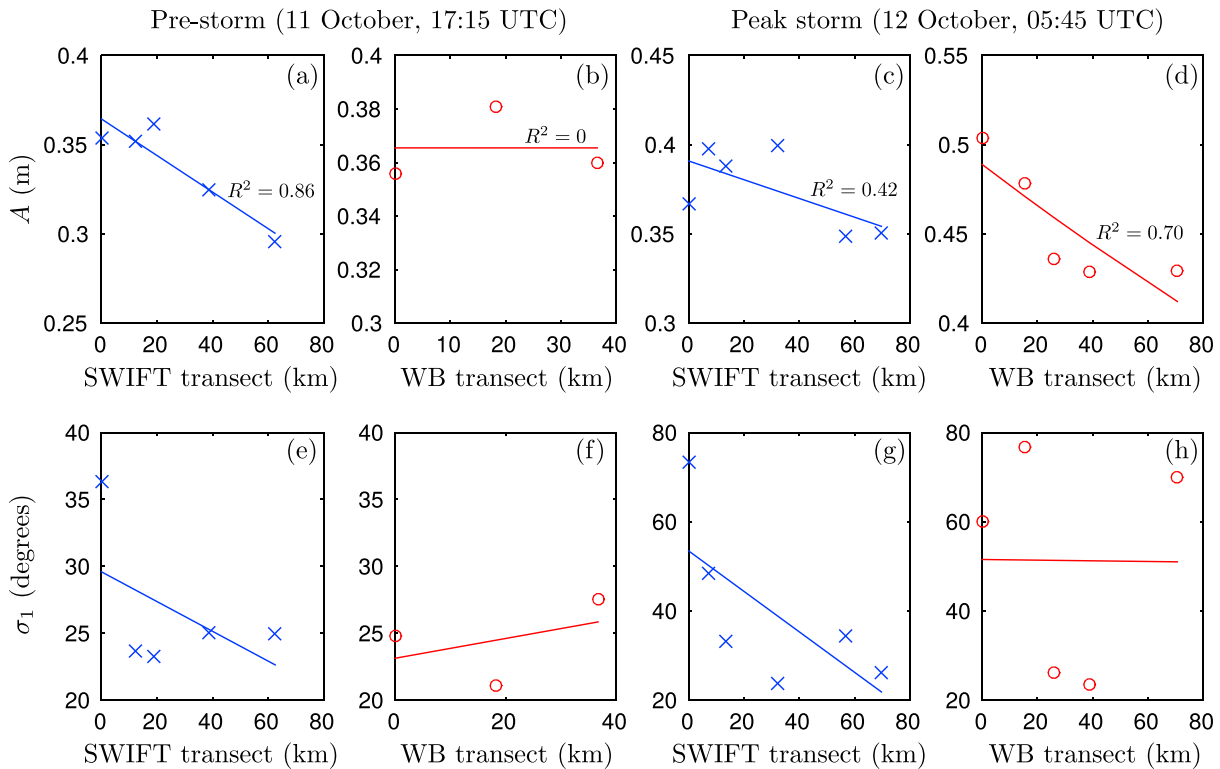 Pre-storm (11 October, 17:15 UTC) Peak storm (12 October, 05:45 UTC)
0.4 (a) 0.4 (b) 0.45 (c) 0.55 (d)
0.38 0.5
0.35 0.4
R² = 0
0.36
R² = 0.86 R² = 0.42
A (m)
0.3 0.34 0.35 0.45 R² = 0.70
0.32
0.25 0.3 0.3 0.4
0 20 40 60 80 0 10 20 30 40 0 20 40 60 80 0 20 40 60 80
SWIFT transect (km) WB transect (km) SWIFT transect (km) WB transect (km)
40 (e) 40 (f) 80 (g) 80 (h)
35 35
60 60
σ₁ (degrees)
30 30
40 40
25 25
20 20 20 20
0 20 40 60 80 0 20 40 0 20 40 60 80 0 20 40 60 80
SWIFT transect (km) WB transect (km) SWIFT transect (km) WB transect (km)